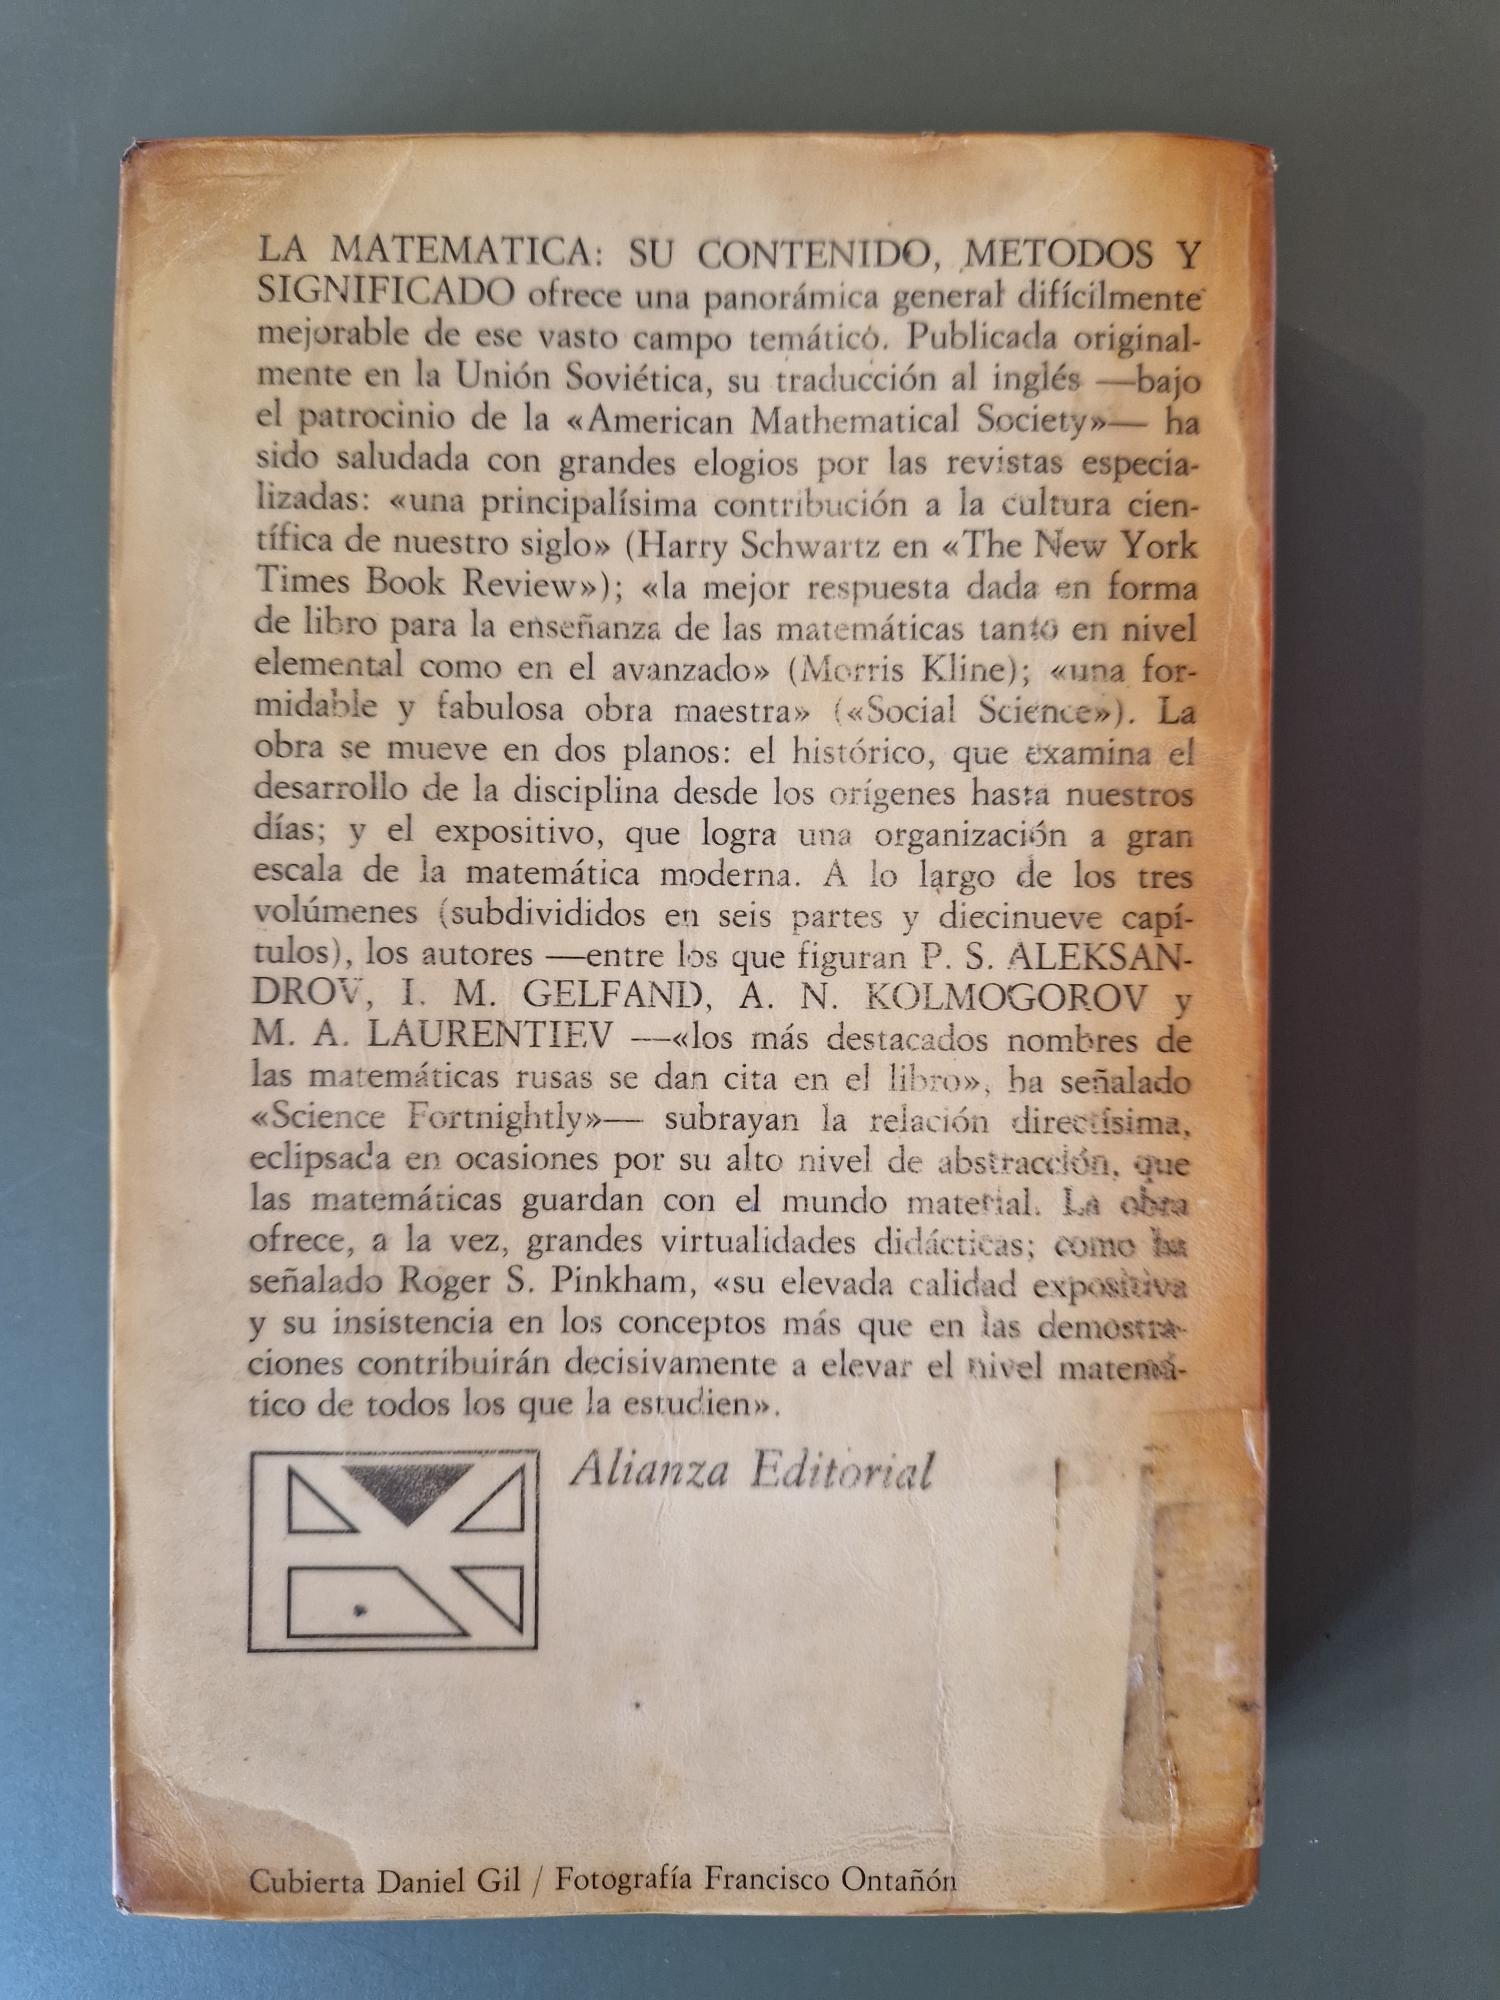 LA MATEMATICA: SU CONTENIDO, METODOS Y
SIGNIFICADO ofrece una panorámica general difícilmente
mejorable de ese vasto campo temático. Publicada original-
mente en la Unión Soviética, su traducción al inglés —bajo
el patrocinio de la «American Mathematical Society»— ha
sido saludada con grandes elogios por las revistas especia-
lizadas: «una principalísima contribución a la cultura cien-
tífica de nuestro siglo» (Harry Schwartz en «The New York
Times Book Review»); «la mejor respuesta dada en forma
de libro para la enseñanza de las matemáticas tanto en nivel
elemental como en el avanzado» (Morris Kline); «una for-
midable y fabulosa obra maestra» («Social Science»). La
obra se mueve en dos planos: el histórico, que examina el
desarrollo de la disciplina desde los orígenes hasta nuestros
días; y el expositivo, que logra una organización a gran
escala de la matemática moderna. A lo largo de los tres
volúmenes (subdivididos en seis partes y diecinueve capí-
tulos), los autores —entre los que figuran P. S. ALEKSAN-
DROV, I. M. GELFAND, A. N. KOLMOGOROV y
M. A. LAURENTIEV —«los más destacados nombres de
las matemáticas rusas se dan cita en el libro», ha señalado
«Science Fortnightly»— subrayan la relación directísima,
eclipsada en ocasiones por su alto nivel de abstracción, que
las matemáticas guardan con el mundo material. La obra
ofrece, a la vez, grandes virtualidades didácticas; como ha
señalado Roger S. Pinkham, «su elevada calidad expositiva
y su insistencia en los conceptos más que en las demostra-
ciones contribuirán decisivamente a elevar el nivel matemá-
tico de todos los que la estudien».
Alianza Editorial
Cubierta Daniel Gil / Fotografía Francisco Ontañón